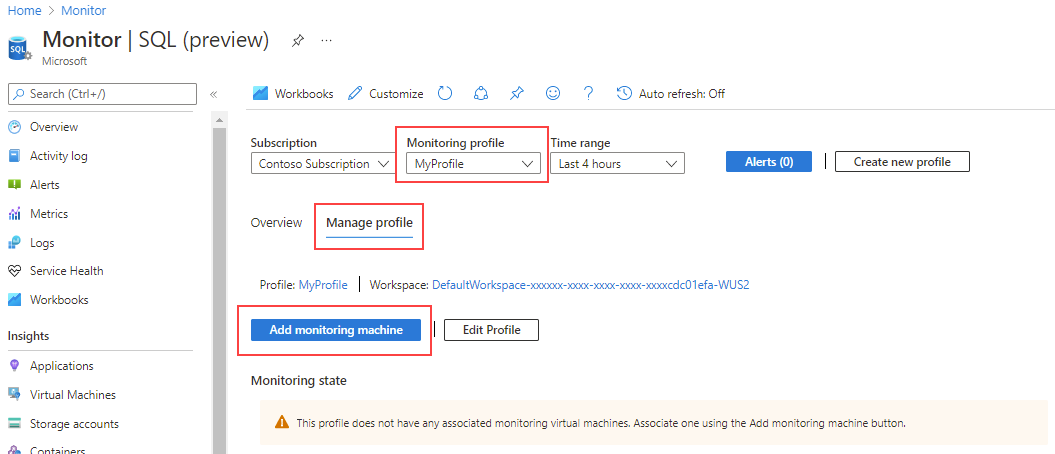 Home > Monitor
Monitor | SQL (preview)
...
SQL
Microsoft
Search (Ctrl+/)
«
Overview
Activity log
Alerts
Metrics
Logs
Service Health
Workbooks
Insights
Applications
Virtual Machines
Storage accounts
Containers
Workbooks Customize ? Auto refresh: Off
Subscription Monitoring profile Time range
Contoso Subscription MyProfile Last 4 hours Alerts (0) | Create new profile
Overview Manage profile
Profile: MyProfile | Workspace: DefaultWorkspace-xxxxxx-xxxx-xxxx-xxxx-xxxxcdc01efa-WUS2
Add monitoring machine | Edit Profile
Monitoring state
This profile does not have any associated monitoring virtual machines. Associate one using the Add monitoring machine button.